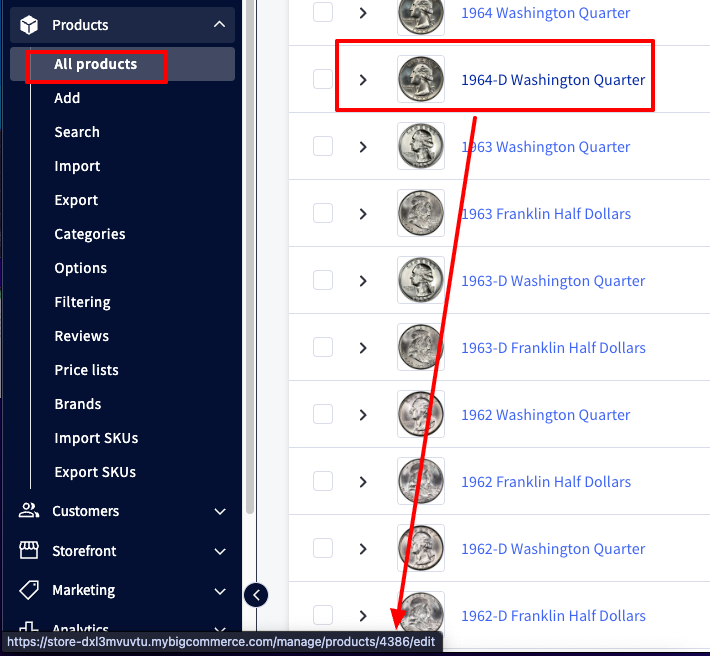 Products
All products
Add
Search
Import
Export
Categories
Options
Filtering
Reviews
Price lists
Brands
Import SKUs
Export SKUs
Customers
Storefront
Marketing
Analytics
1964 Washington Quarter
1964-D Washington Quarter
1963 Washington Quarter
1963 Franklin Half Dollars
1963-D Washington Quarter
1963-D Franklin Half Dollars
1962 Washington Quarter
1962 Franklin Half Dollars
1962-D Washington Quarter
1962-D Franklin Half Dollars
https://store-dxl3mvuvtu.mybigcommerce.com/manage/products/4386/edit